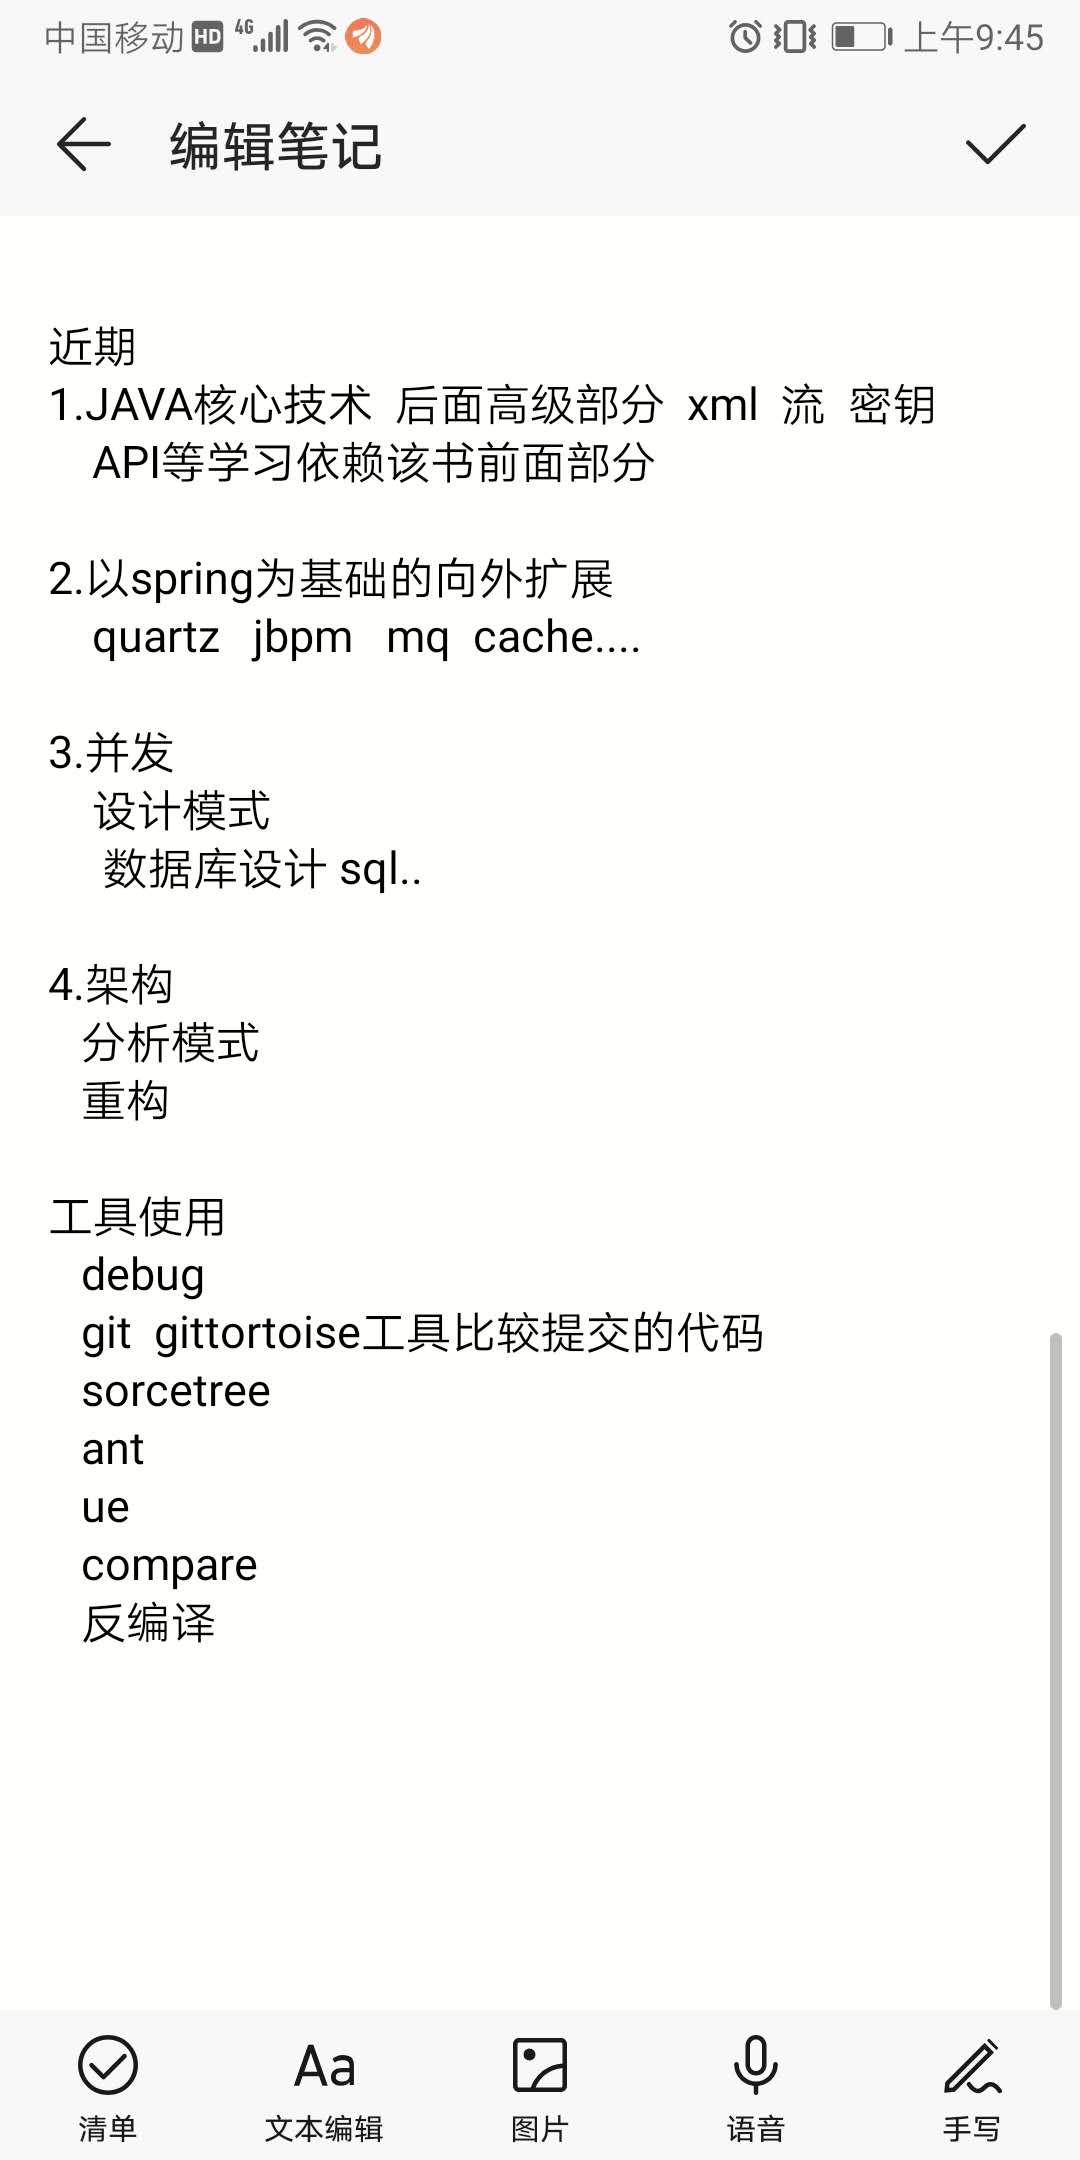 中国移动 HD 4G 上午9:45
编辑笔记
近期
1.JAVA核心技术 后面高级部分 xml 流 密钥
API等学习依赖该书前面部分
2.以spring为基础的向外扩展
quartz jbpm mq cache....
3.并发
设计模式
数据库设计 sql..
4.架构
分析模式
重构
工具使用
debug
git gittortoise工具比较提交的代码
sorcetree
ant
ue
compare
反编译
Aa
清单 文本编辑 图片 语音 手写